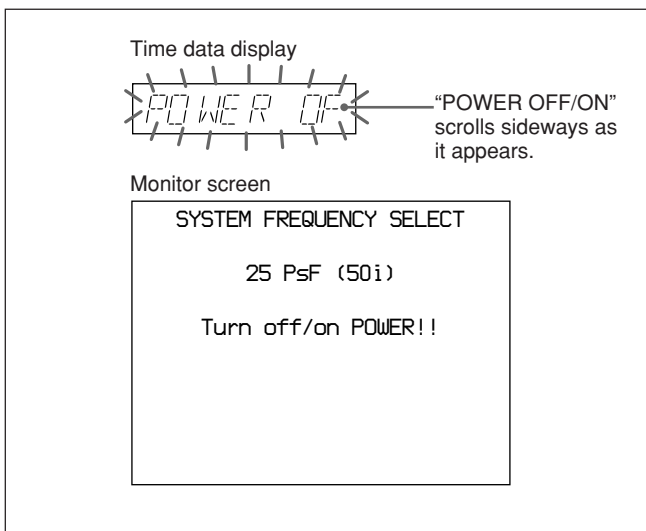 Time data display
POWER OF
“POWER OFF/ON”
scrolls sideways as
it appears.
Monitor screen
SYSTEM FREQUENCY SELECT
25 PsF (50i)
Turn off/on POWER!!